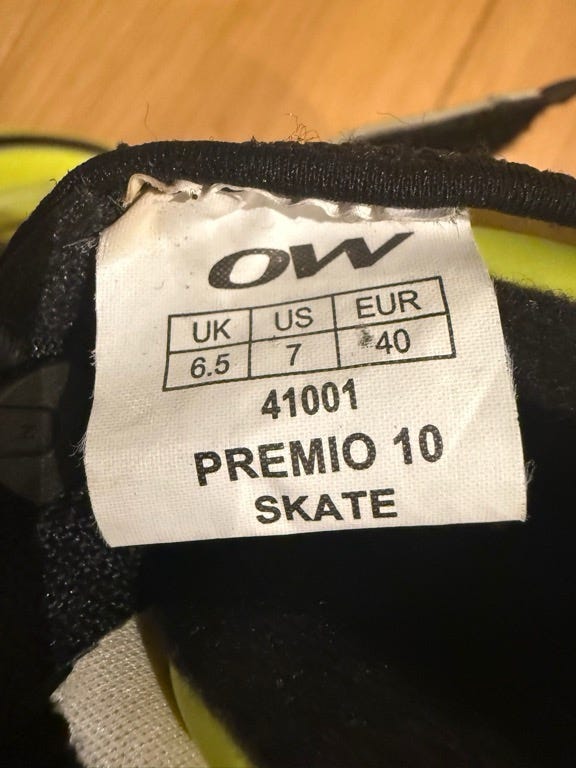 OW
UK US EUR
6.5 7 40
41001
PREMIO 10
SKATE